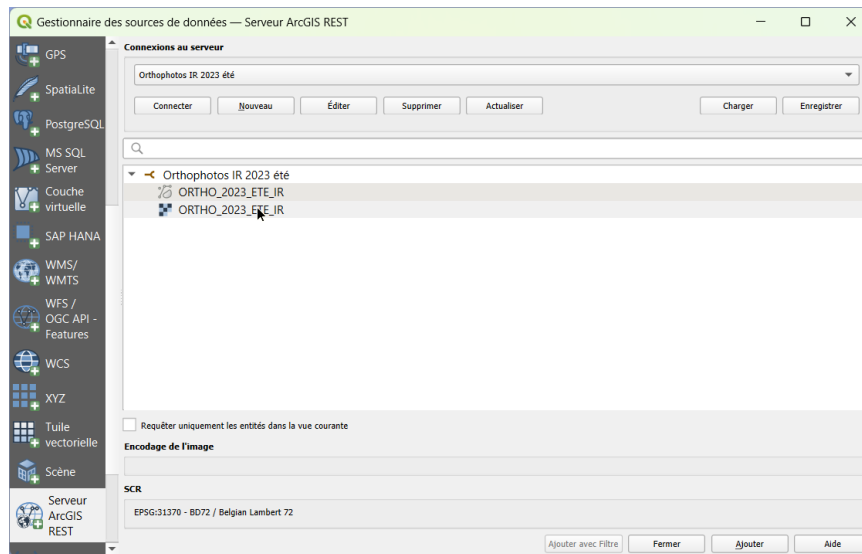 Gestionnaire des sources de données — Serveur ArcGIS REST
GPS
SpatiaLite
PostgreSQL
MS SQL
Server
Couche
virtuelle
SAP HANA
WMS/
WMTS
WFS /
OGC API -
Features
WCS
XYZ
Tuile
vectorielle
Scène
Serveur
ArcGIS
REST
Connexions au serveur
Orthophotos IR 2023 été
Connecter
Nouveau
Éditer
Supprimer
Actualiser
Charger
Enregistrer
Orthophotos IR 2023 été
ORTHO_2023_ETE_IR
ORTHO_2023_ETE_IR
Requêter uniquement les entités dans la vue courante
Encodage de l'image
SCR
EPSG:31370 - BD72 / Belgian Lambert 72
Ajouter avec Filtre
Fermer
Ajouter
Aide